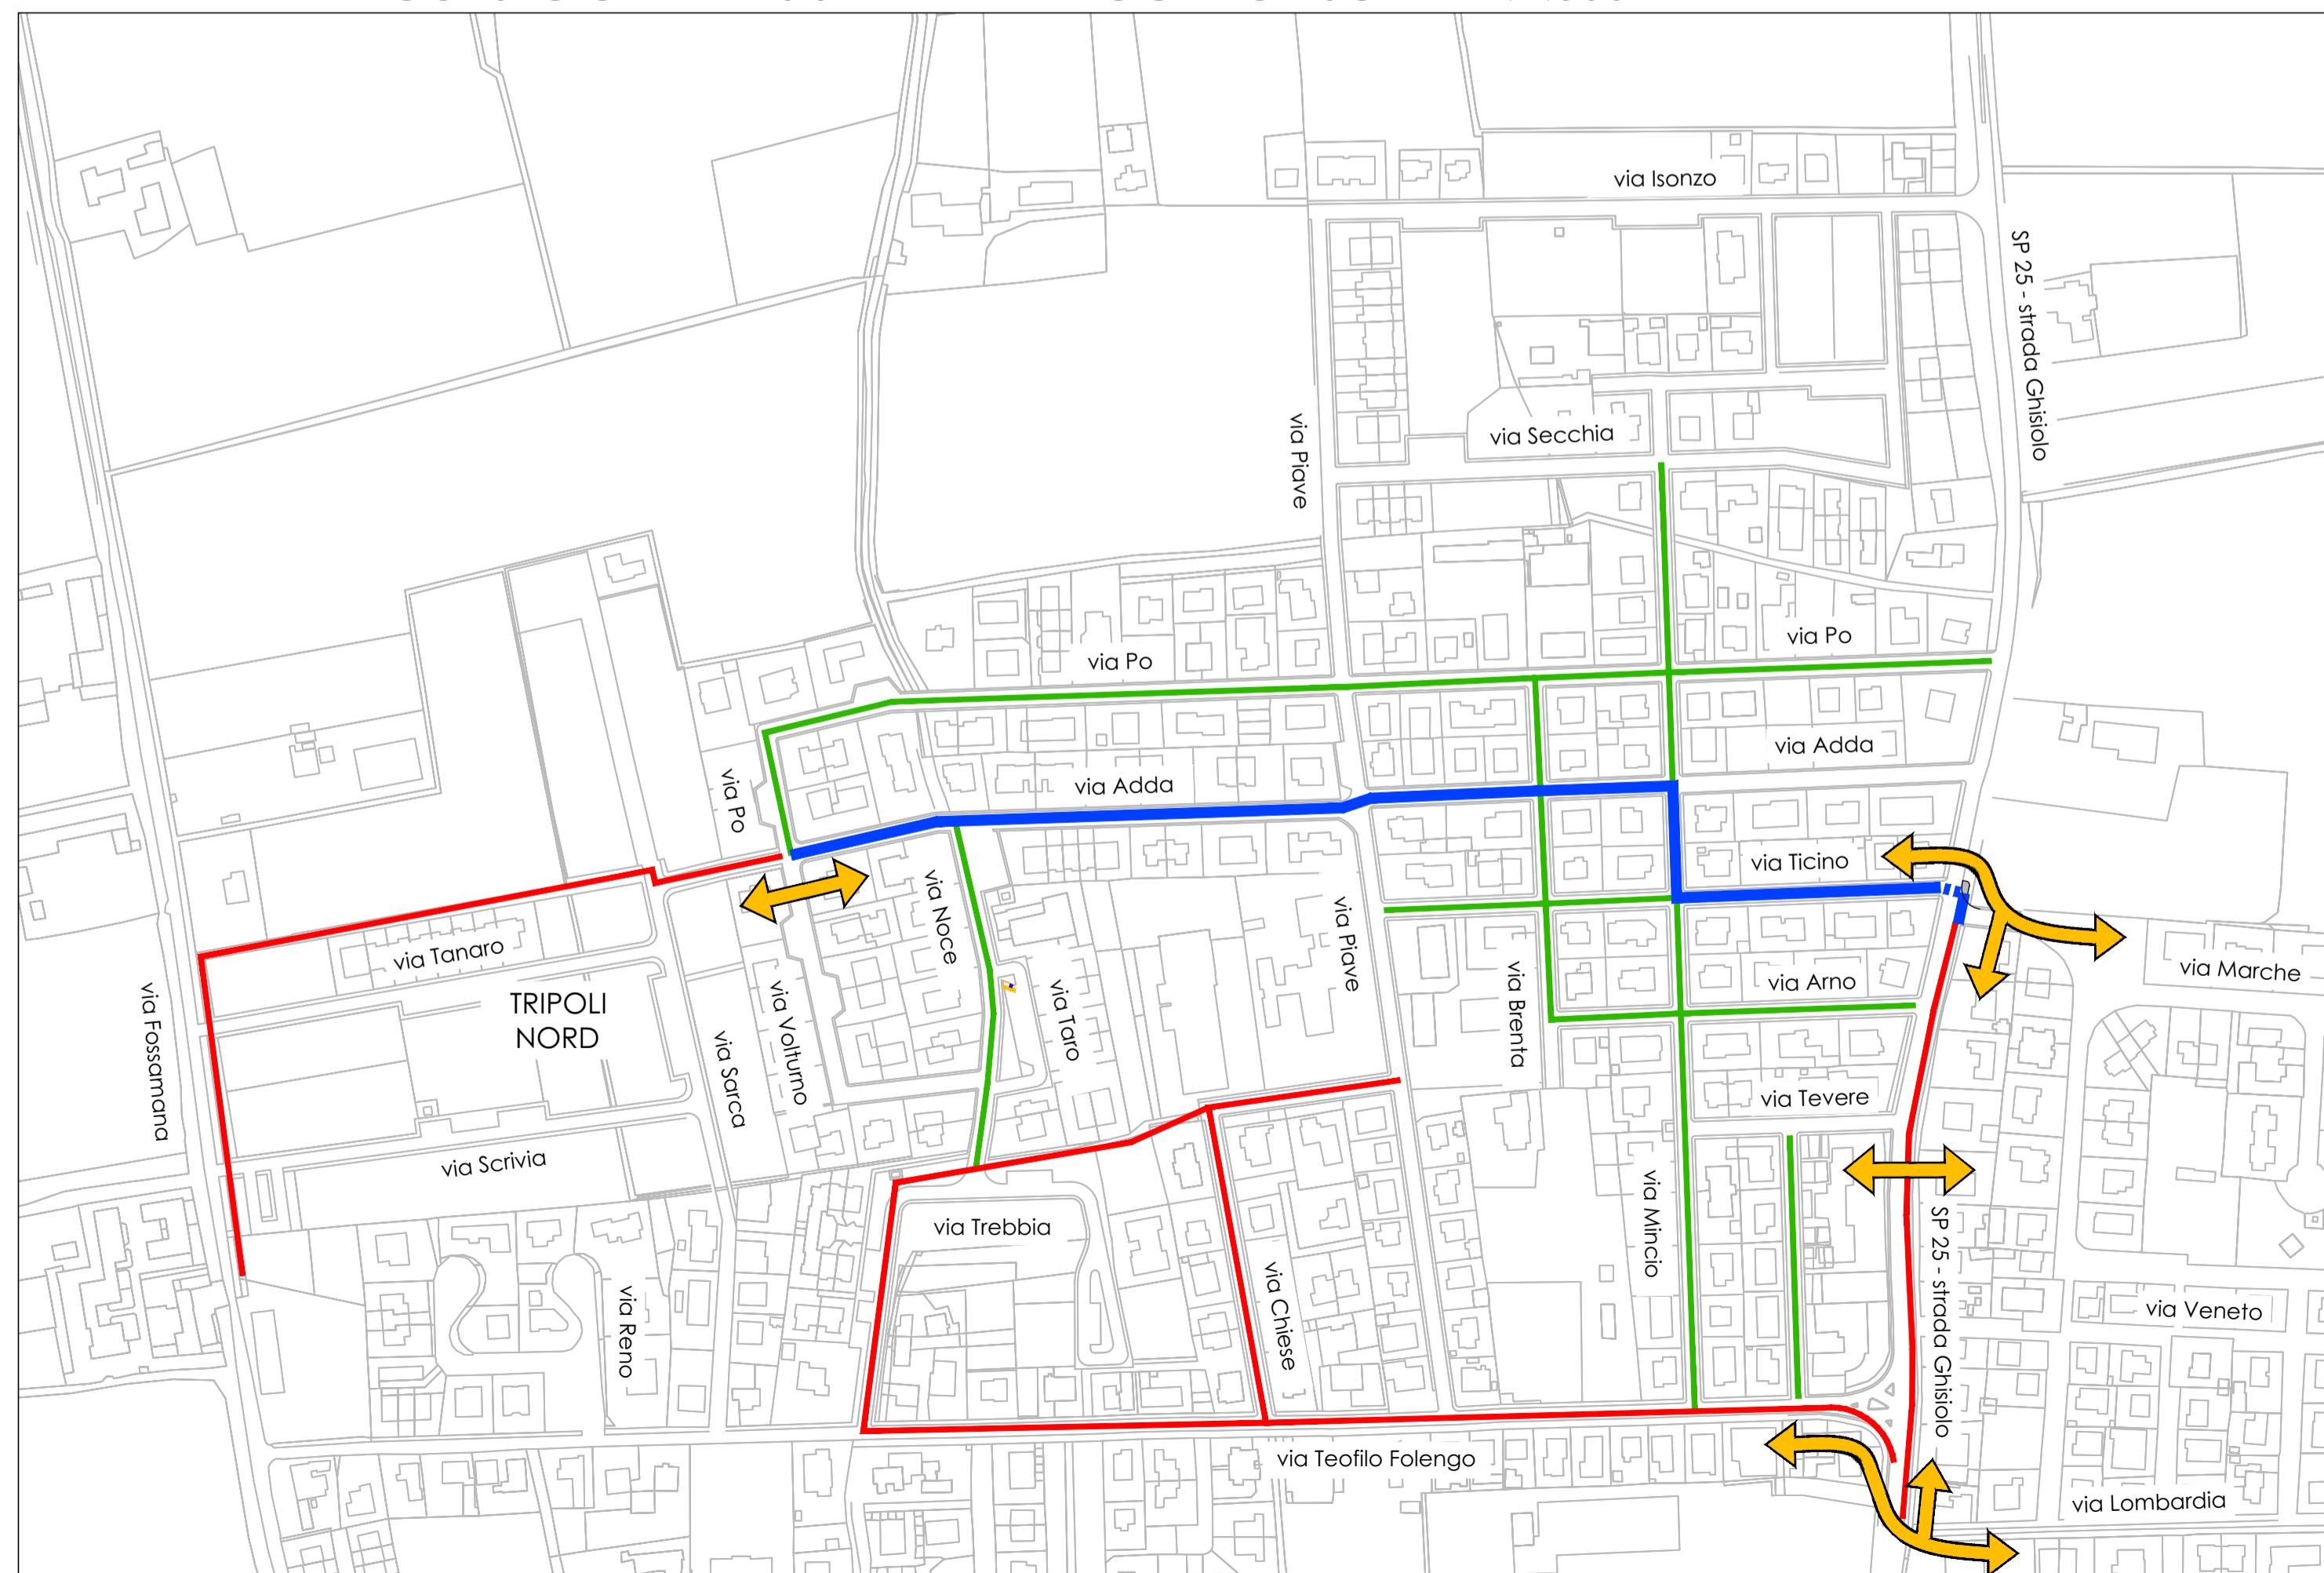 via Isonzo
SP 25 - strada Ghisiolo
via Secchia
via Piave
via Po
via Po
via Adda
via Po
via Adda
via Ticino
via Noce
via Piave
via Tanaro
via Marche
via Arno
via Brenta
via Taro
via Volturno
TRIPOLI
NORD
via Fossamana
via Sarca
via Tevere
via Scrivia
via Mincio
via Trebbia
SP 25 - strada Ghisiolo
via Chiese
via Reno
via Veneto
via Teofilo Folengo
via Lombardia